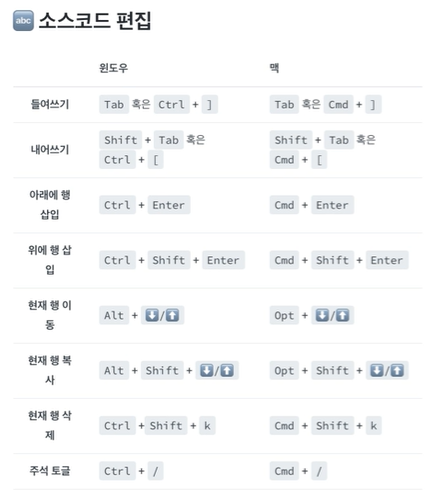 🔤 소스코드 편집
윈도우 맥
들여쓰기 Tab 혹은 Ctrl + ] Tab 혹은 Cmd + ]
내어쓰기 Shift + Tab 혹은 Ctrl + [ Shift + Tab 혹은 Cmd + [
아래에 행 삽입 Ctrl + Enter Cmd + Enter
위에 행 삽입 Ctrl + Shift + Enter Cmd + Shift + Enter
현재 행 이동 Alt + ⬇️/⬆️ Opt + ⬇️/⬆️
현재 행 복사 Alt + Shift + ⬇️/⬆️ Opt + Shift + ⬇️/⬆️
현재 행 삭제 Ctrl +Shift + k Cmd + Shift + k
주석 토글 Ctrl + / Cmd + /